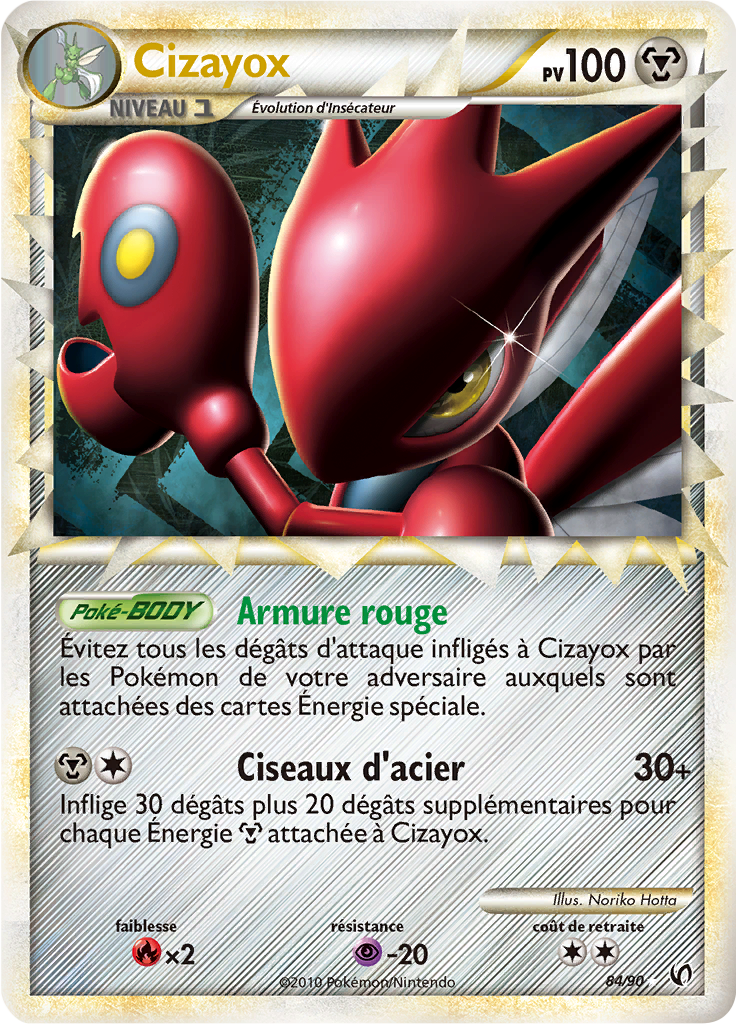 Cizayox
PV100
NIVEAU 1
Évolution d'Insécateur
Poké-BODY Armure rouge
Évitez tous les dégâts d'attaque infligés à Cizayox par
les Pokémon de votre adversaire auxquels sont
attachées des cartes Énergie spéciale.
Ciseaux d'acier 30+
Inflige 30 dégâts plus 20 dégâts supplémentaires pour
chaque Énergie attachée à Cizayox.
Illus. Noriko Hotta
faiblesse résistance coût de retraite
×2 -20
©2010 Pokémon/Nintendo
84/90